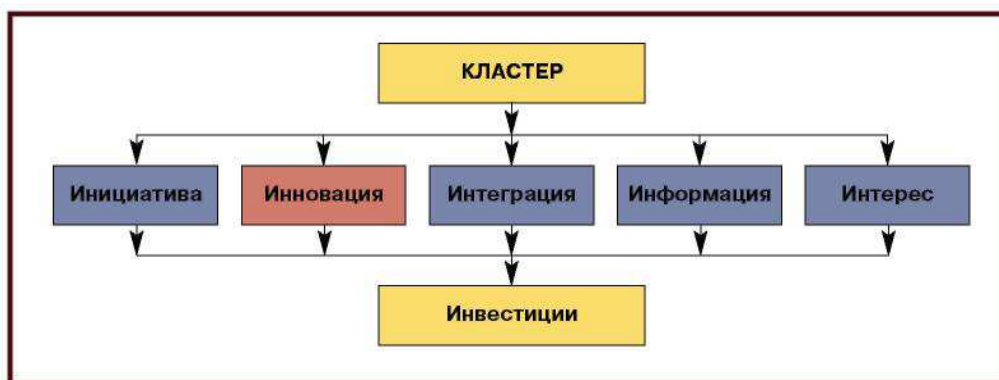 КЛАСТЕР
Инициатива
Инновация
Интеграция
Информация
Интерес
Инвестиции